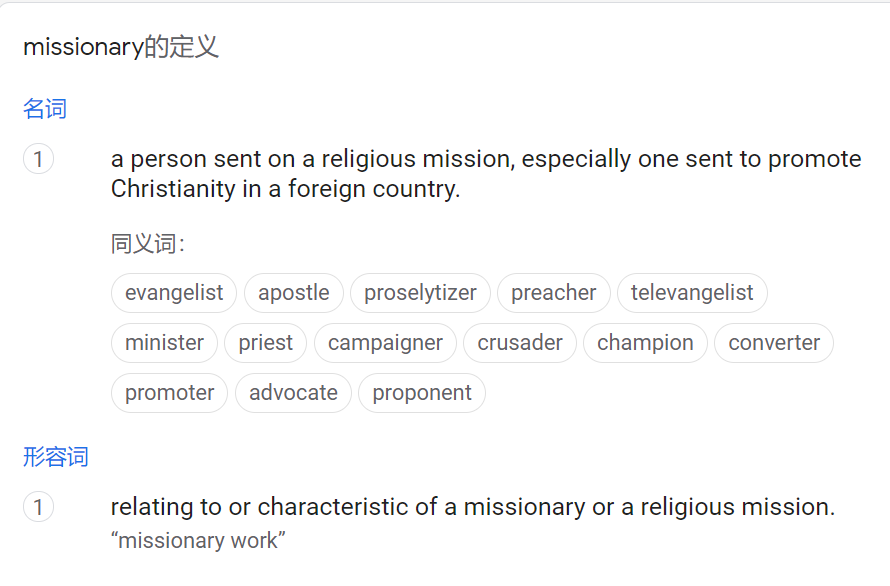 missionary的定义
名词
1 a person sent on a religious mission, especially one sent to promote
Christianity in a foreign country.
同义词：
evangelist apostle proselytizer preacher televangelist
minister priest campaigner crusader champion converter
promoter advocate proponent
形容词
1 relating to or characteristic of a missionary or a religious mission.
“missionary work”